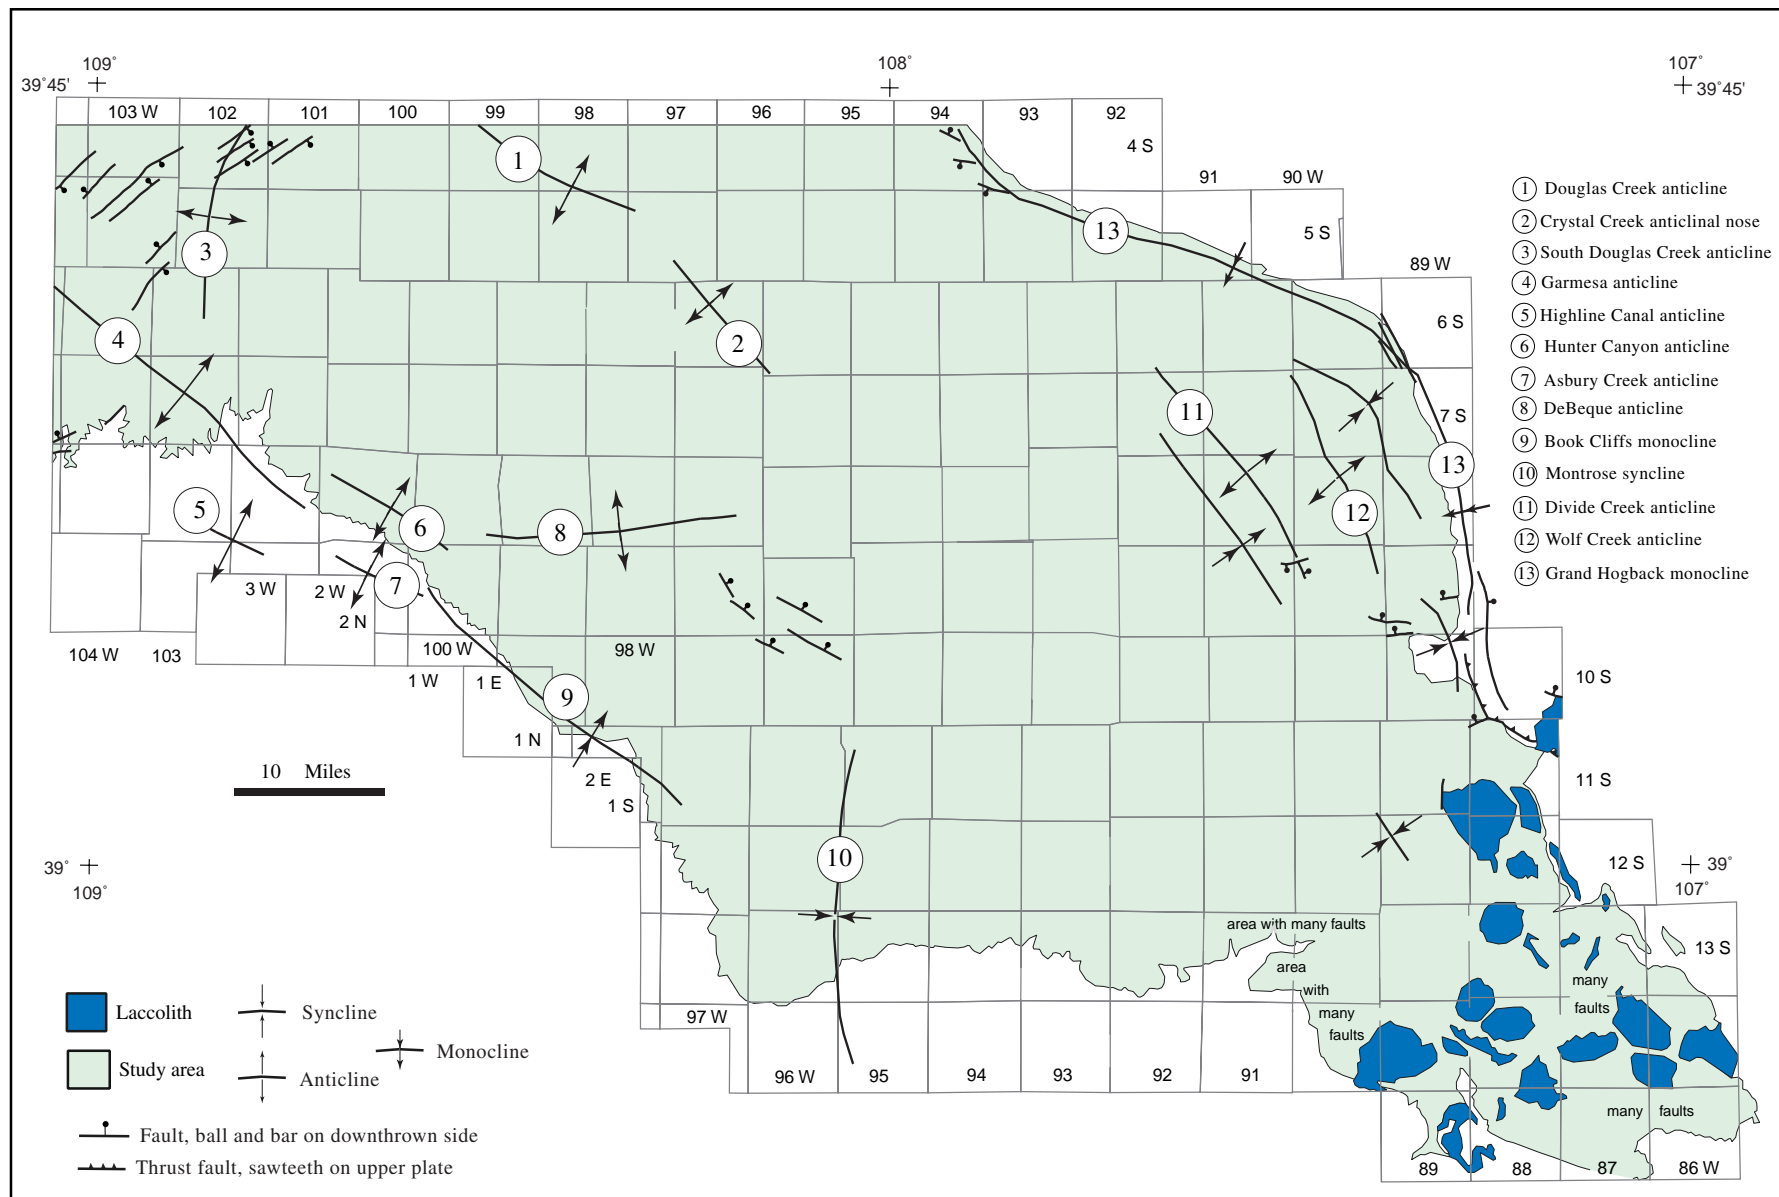 109°
108°
107°
39°45'
39°45'
103 W
102
101
100
99
98
97
96
95
94
93
92
4 S
91
90 W
5 S
89 W
6 S
7 S
1
2
3
4
5
6
7
8
9
10
11
12
13
13
1 Douglas Creek anticline
2 Crystal Creek anticlinal nose
3 South Douglas Creek anticline
4 Garmesa anticline
5 Highline Canal anticline
6 Hunter Canyon anticline
7 Asbury Creek anticline
8 DeBeque anticline
9 Book Cliffs monocline
10 Montrose syncline
11 Divide Creek anticline
12 Wolf Creek anticline
13 Grand Hogback monocline
3 W
2 W
2 N
104 W
103
100 W
98 W
1 W
1 E
10 S
1 N
2 E
1 S
11 S
10 Miles
39°
109°
12 S
39°
107°
area with many faults
13 S
area
with
many
faults
many
faults
97 W
96 W
95
94
93
92
91
many faults
89
88
87
86 W
Laccolith
Syncline
Study area
Anticline
Monocline
Fault, ball and bar on downthrown side
Thrust fault, sawteeth on upper plate